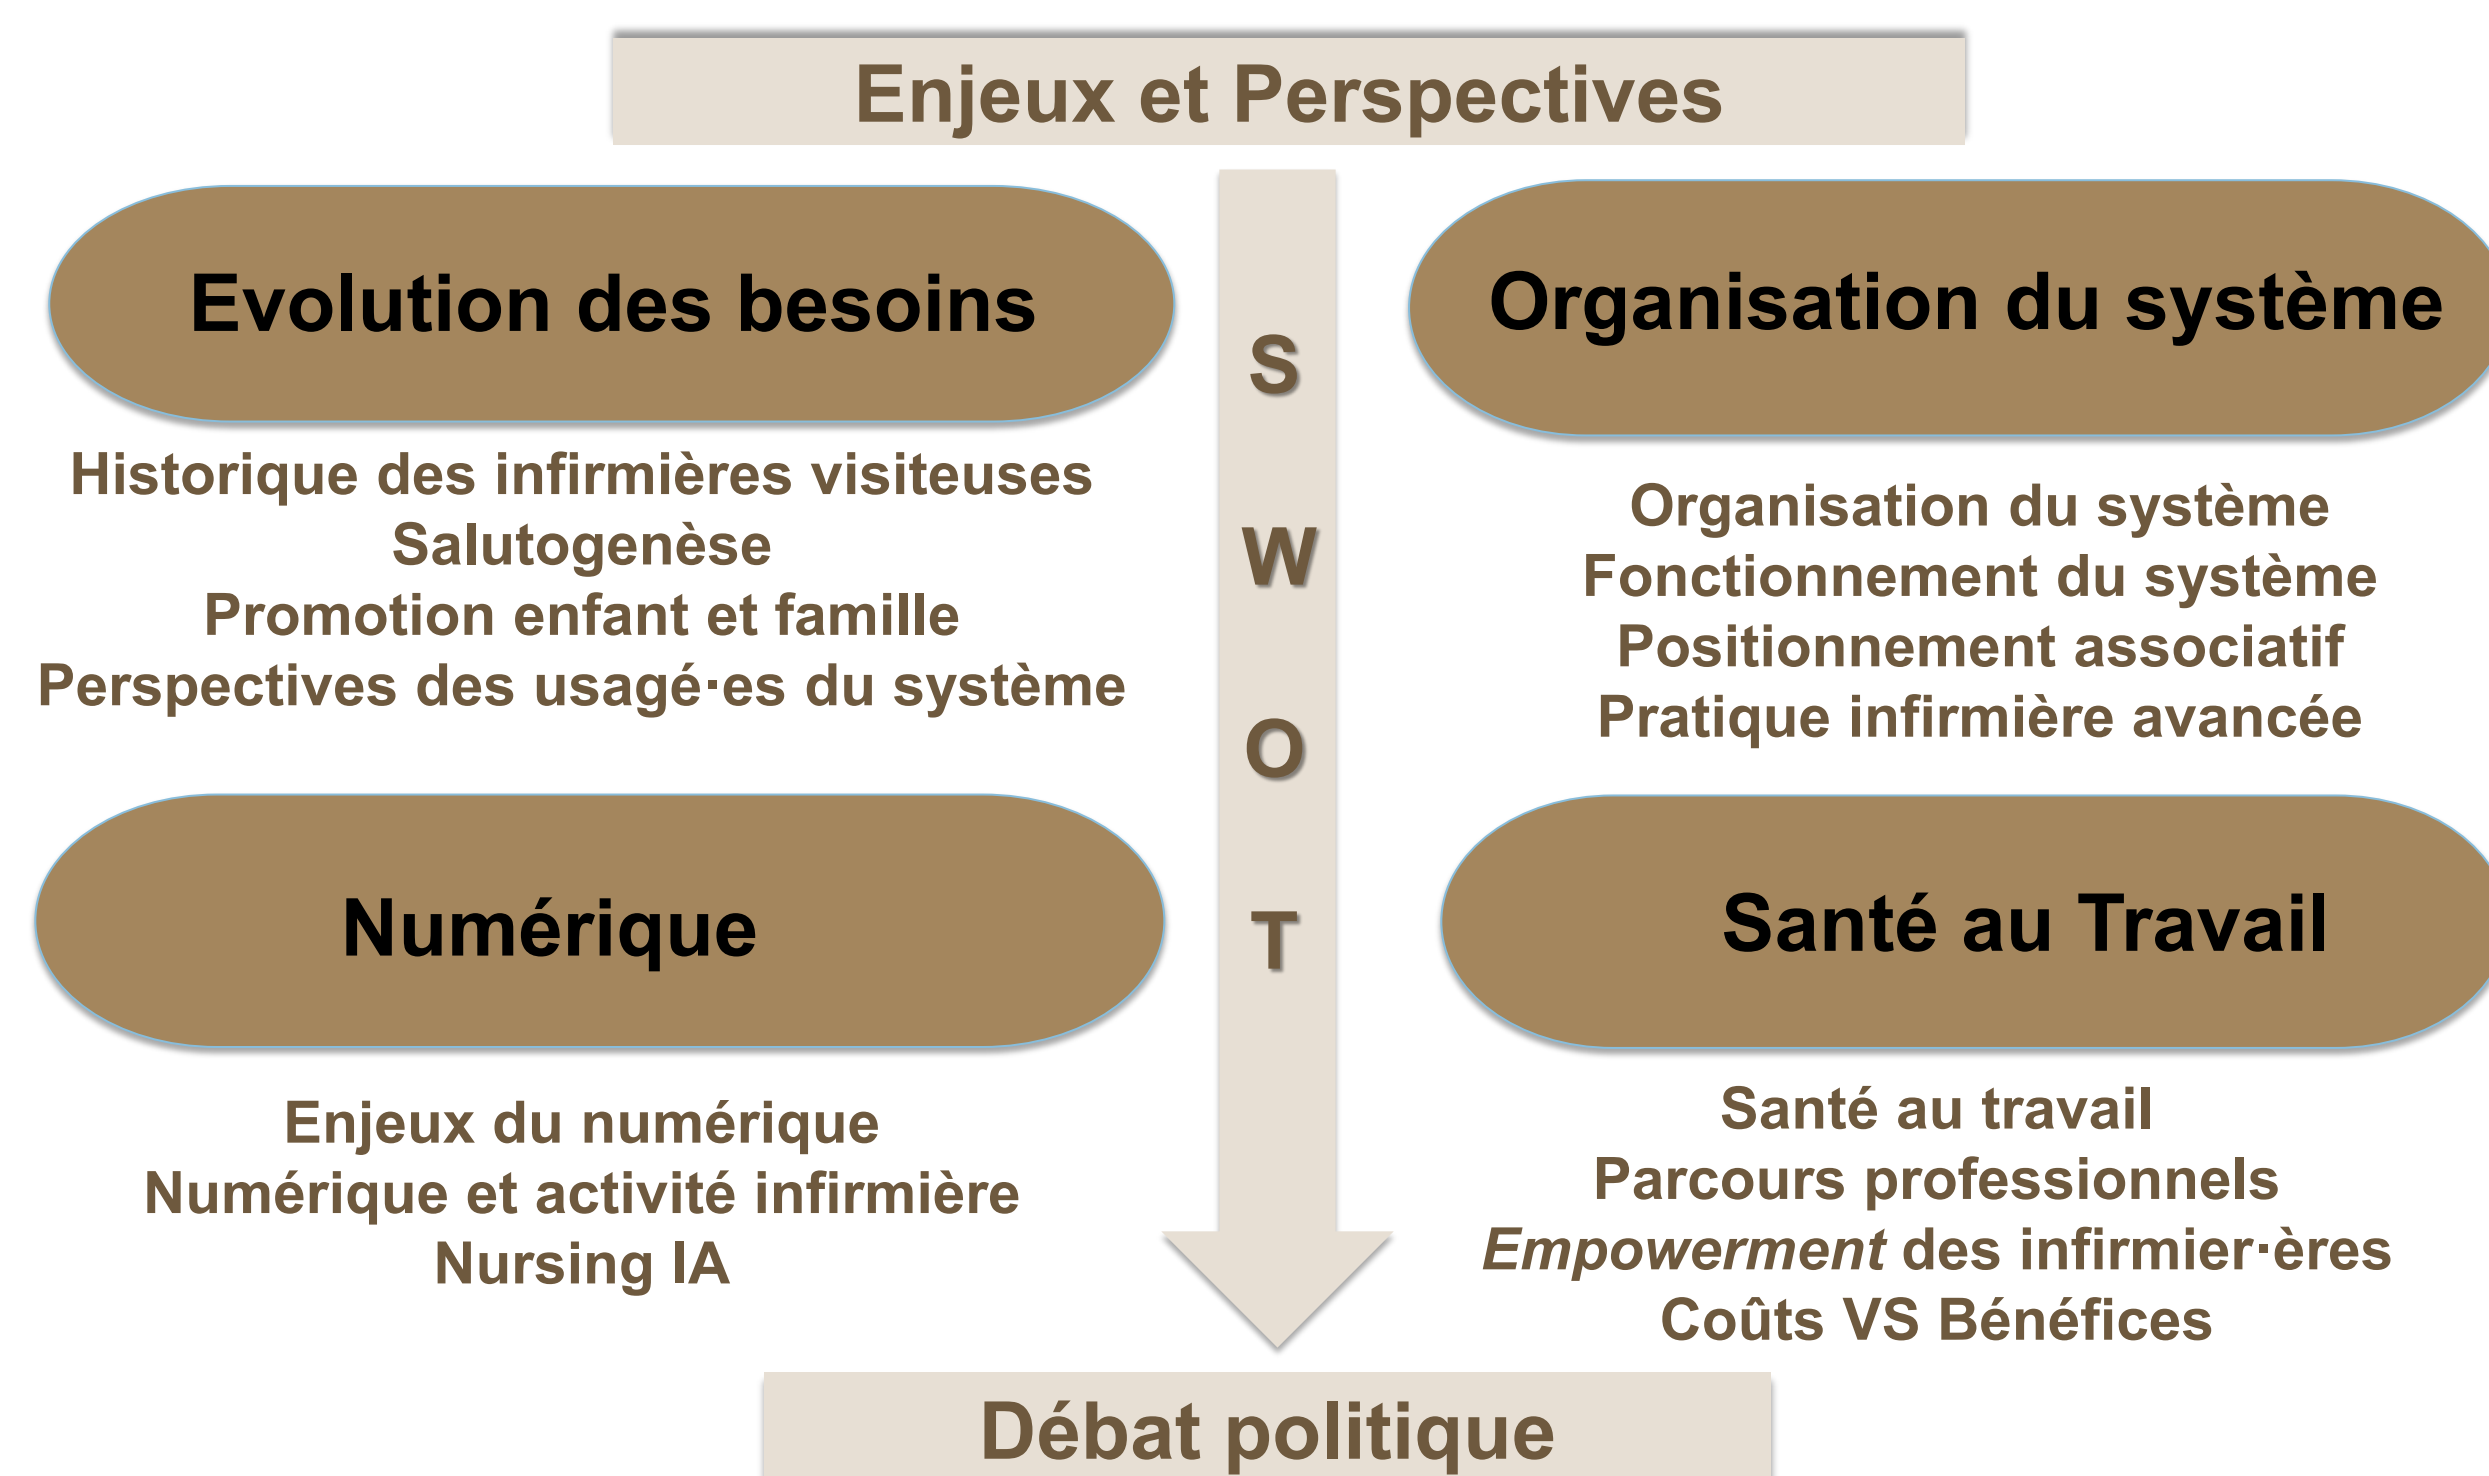 Enjeux et Perspectives
Evolution des besoins
Historique des infirmières visiteuses
Salutogenèse
Promotion enfant et famille
Perspectives des usagé·es du système
Numérique
Enjeux du numérique
Numérique et activité infirmière
Nursing IA
S
W
O
T
Organisation du système
Organisation du système
Fonctionnement du système
Positionnement associatif
Pratique infirmière avancée
Santé au Travail
Santé au travail
Parcours professionnels
Empowerment des infirmier·ères
Coûts VS Bénéfices
Débat politique